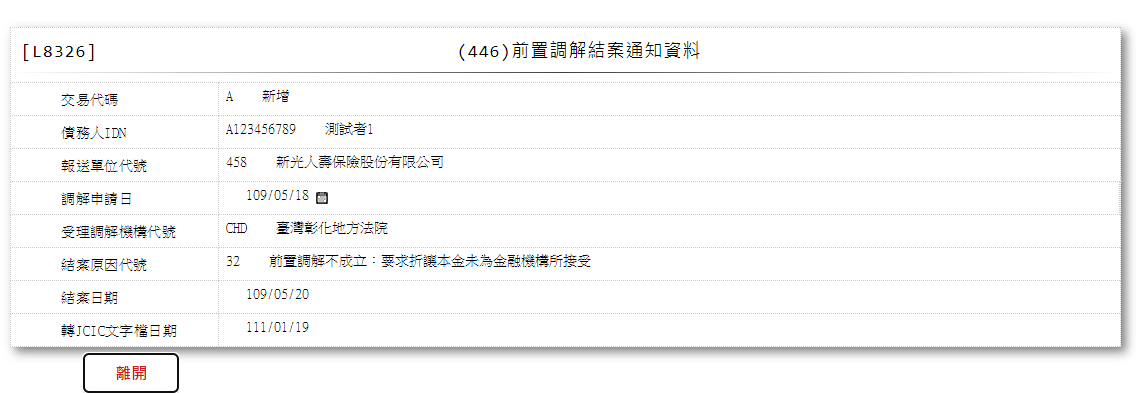 [L8326] (446)前置調解結案通知資料
交易代碼 A 新增
債務人IDN A123456789 測試者1
報送單位代號 458 新光人壽保險股份有限公司
調解申請日 109/05/18
受理調解機構代號 CHD 臺灣彰化地方法院
結案原因代號 32 前置調解不成立：要求折讓本金未為金融機構所接受
結案日期 109/05/20
轉JCIC文字檔日期 111/01/19
離開